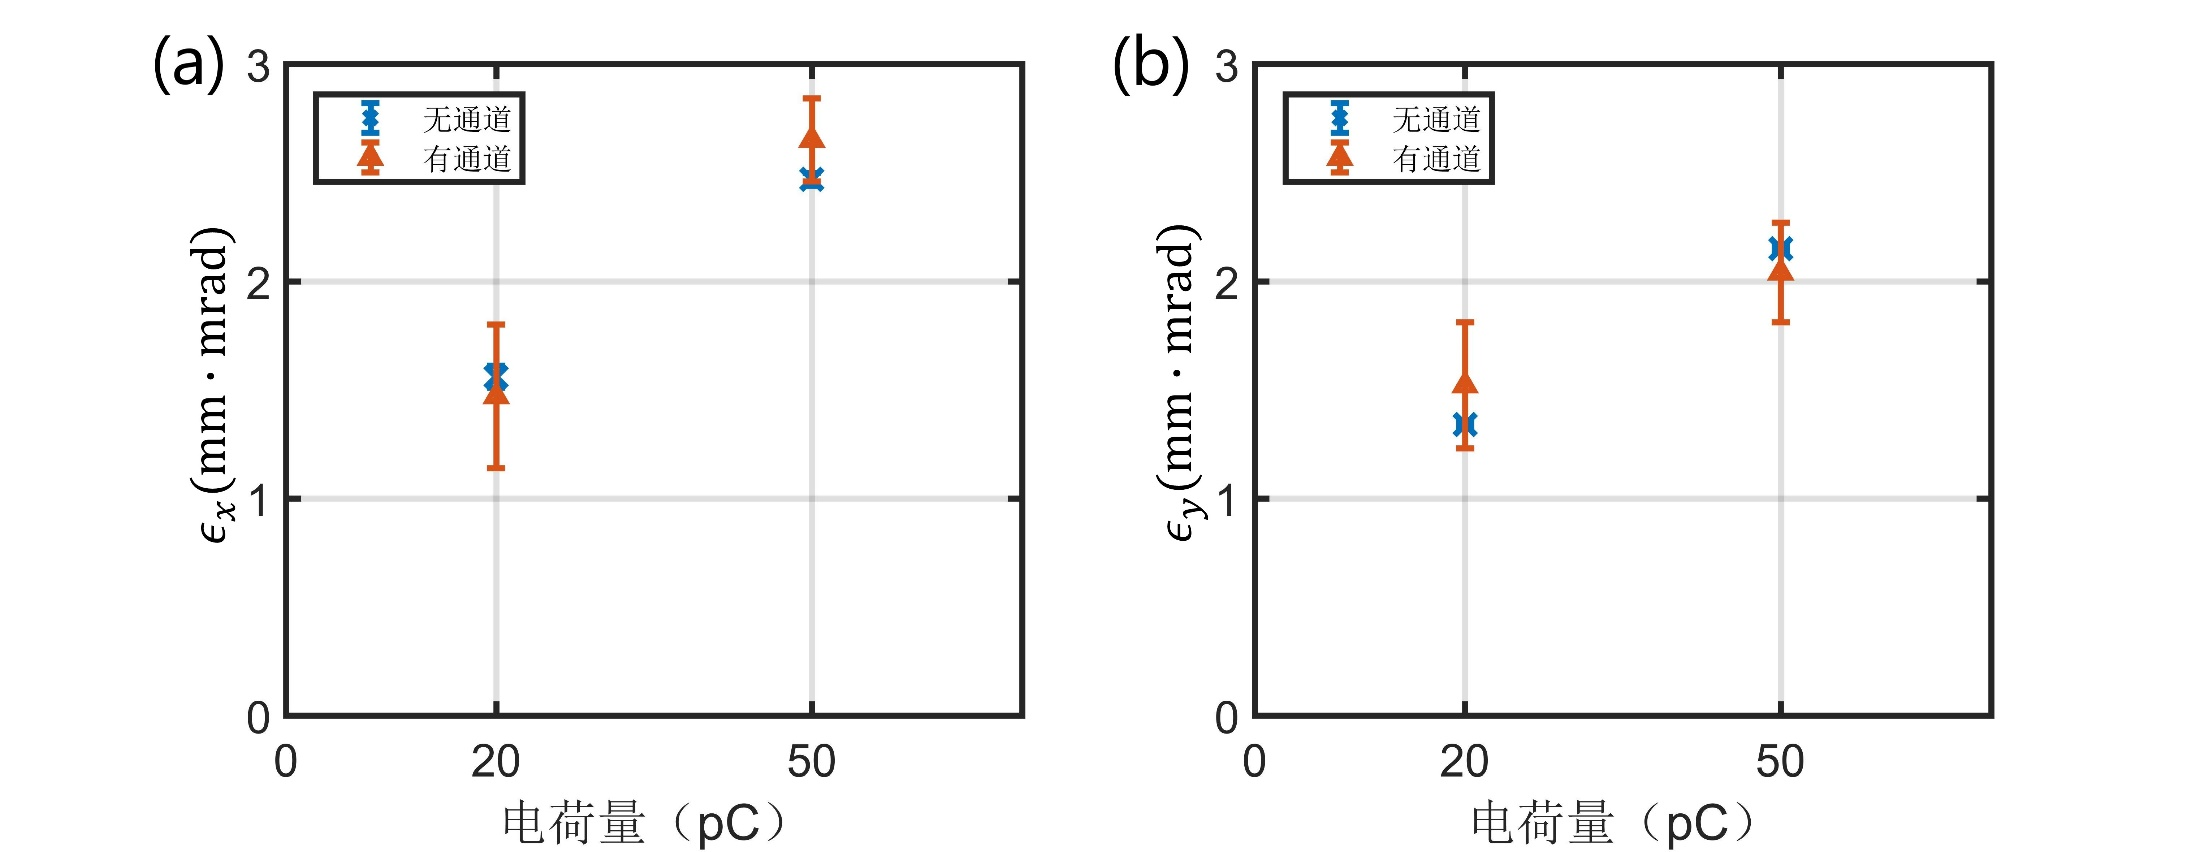 (a)
3
2
1
0
无通道
有通道
ϵx(mm · mrad)
0 20 50
电荷量（pC）
(b)
3
2
1
0
无通道
有通道
ϵy(mm · mrad)
0 20 50
电荷量（pC）